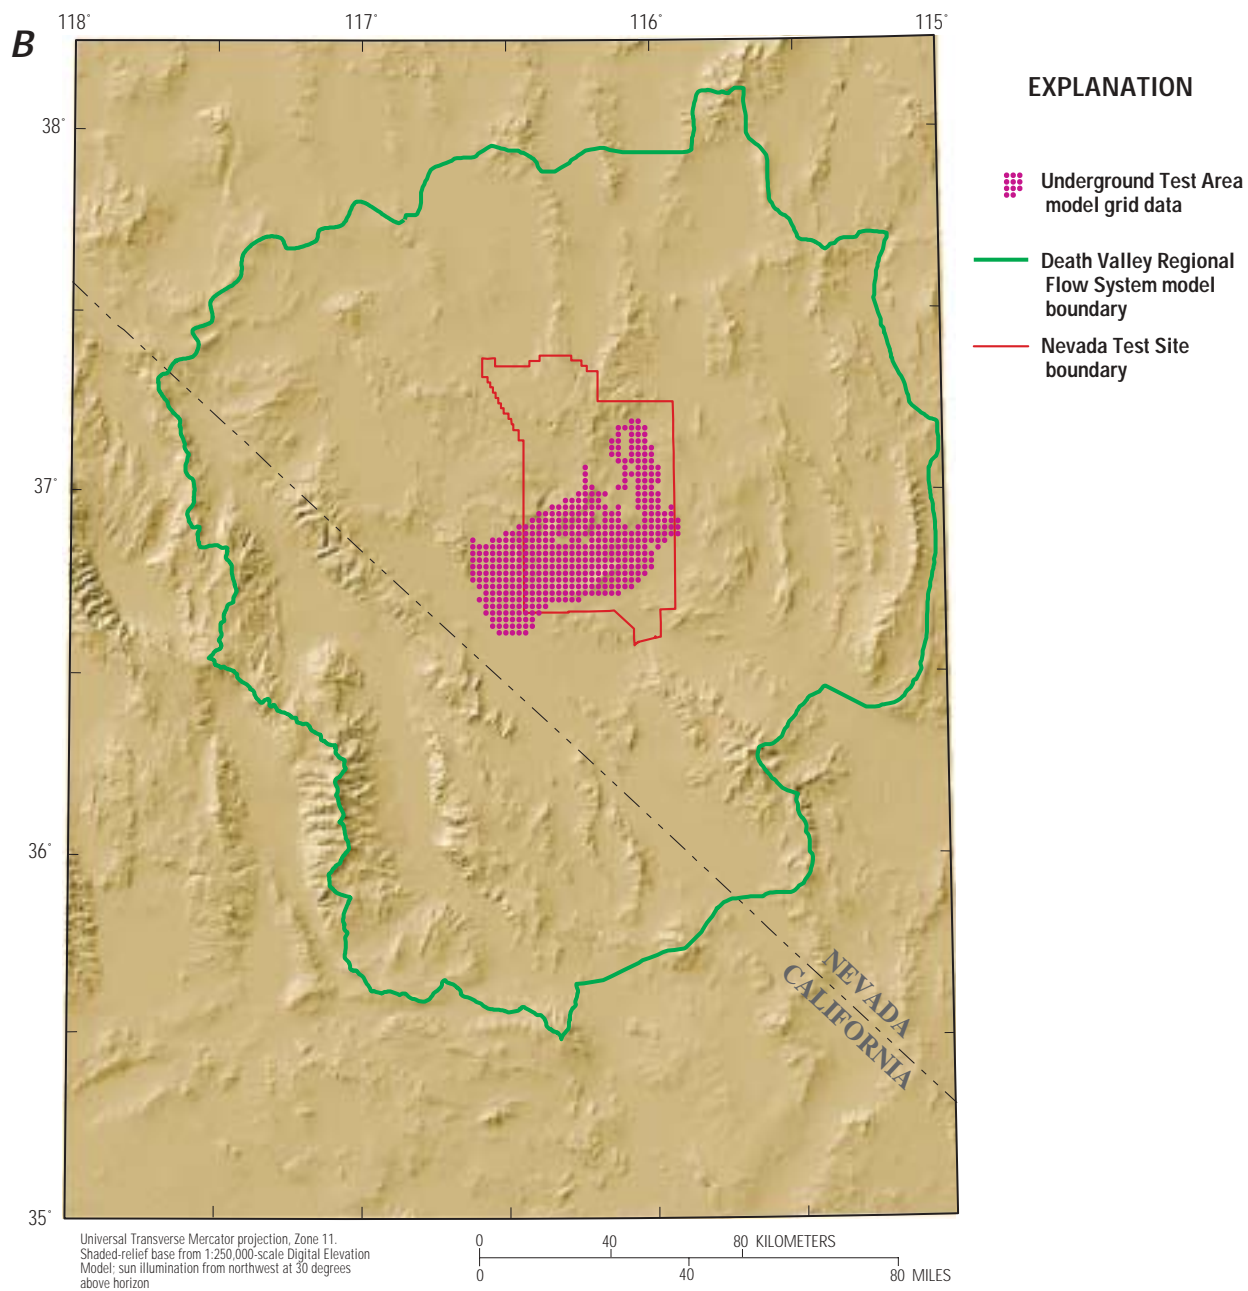 B
118°
117°
116°
115°
38°
37°
36°
35°
EXPLANATION
Underground Test Area
model grid data
Death Valley Regional
Flow System model
boundary
Nevada Test Site
boundary
NEVADA
CALIFORNIA
Universal Transverse Mercator projection, Zone 11.
Shaded-relief base from 1:250,000-scale Digital Elevation
Model; sun illumination from northwest at 30 degrees
above horizon
0 40 80 KILOMETERS
0 40 80 MILES